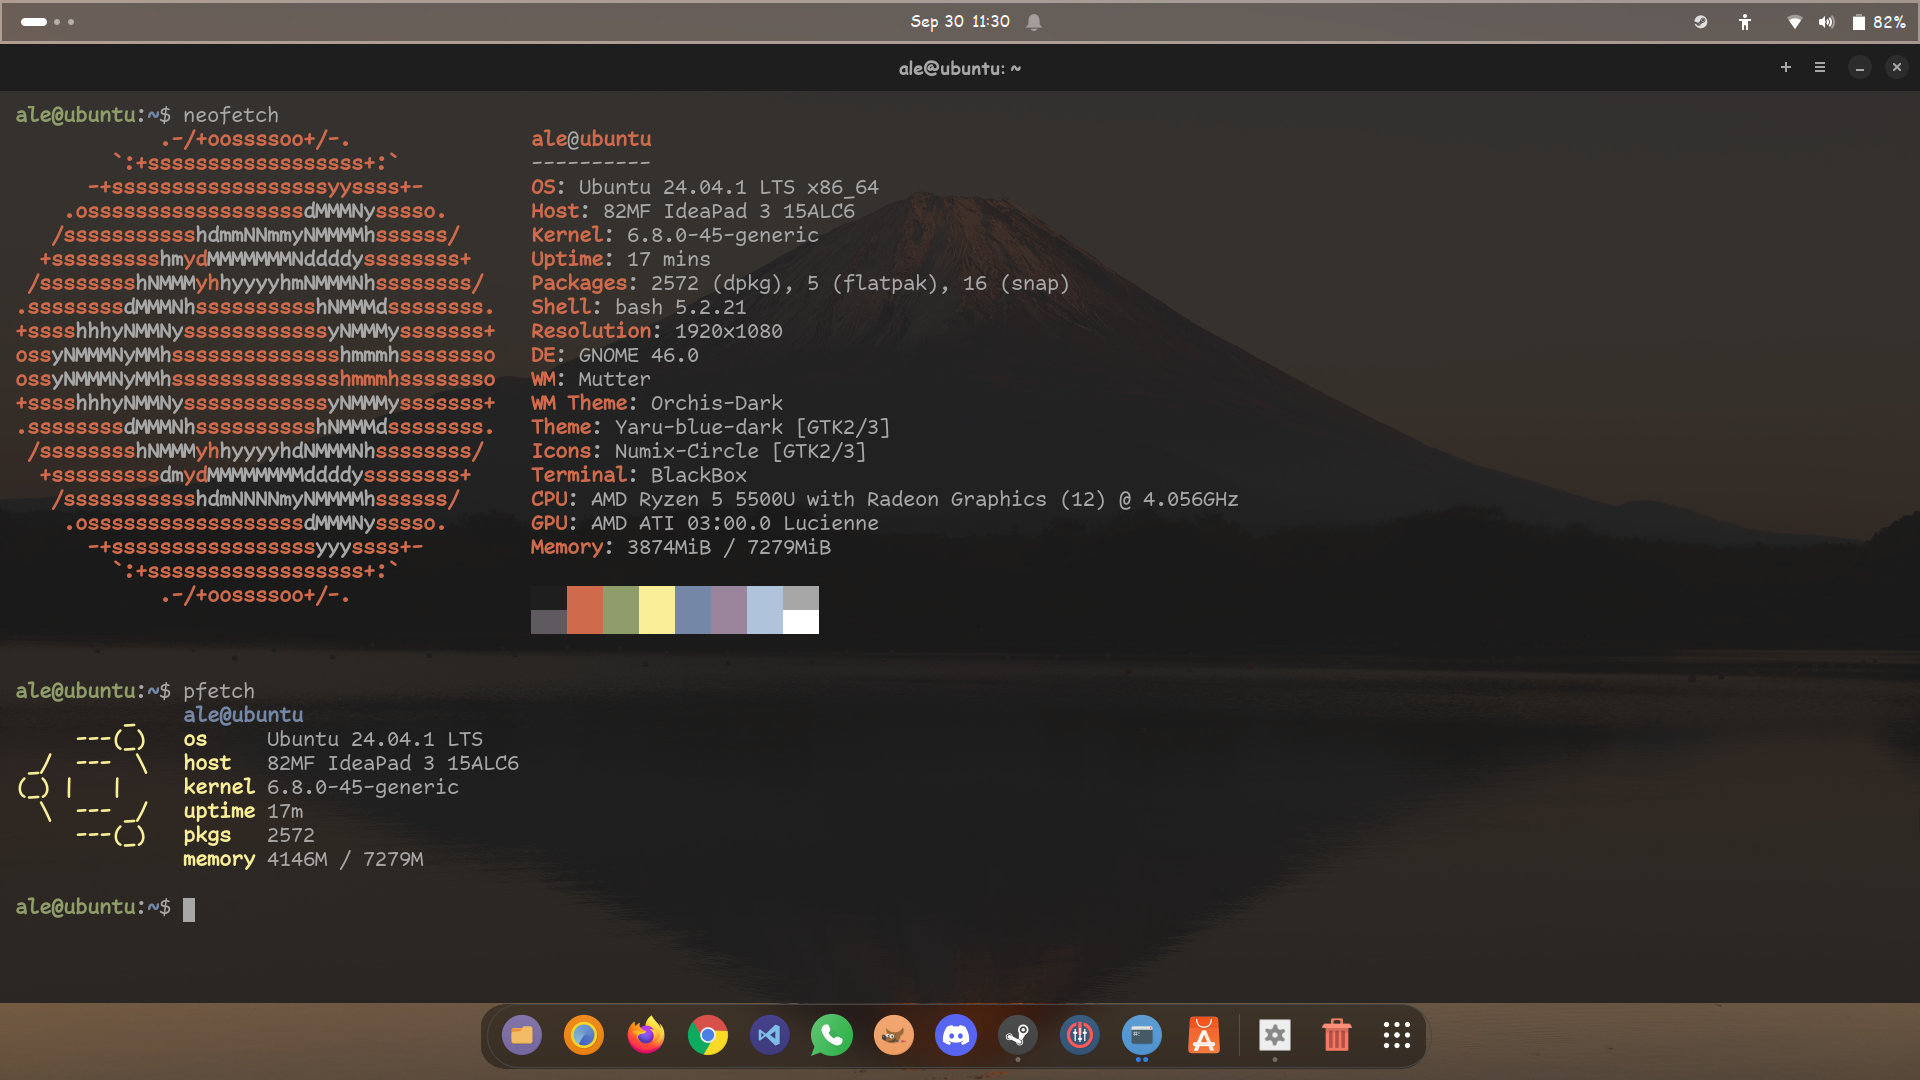 Sep 30 11:30
82%
ale@ubuntu: ~
ale@ubuntu:~$ neofetch
.-/+oossssoo+/-.
`:+ssssssssssssssssss+:`
-+ssssssssssssssssssyyssss+-
.ossssssssssssssssssdMMMNysssso.
/ssssssssssshdmmNNmmyNMMMMhssssss/
+ssssssssshmydMMMMMMMNddddyssssssss+
/sssssssshNMMMyhhyyyyhmNMMMNhssssssss/
.ssssssssdMMMNhsssssssssshNMMMdssssssss.
+sssshhhyNMMNyssssssssssssyNMMMysssssss+
ossyNMMMNyMMhsssssssssssssshmmmhssssssso
ossyNMMMNyMMhsssssssssssssshmmmhssssssso
+sssshhhyNMMNyssssssssssssyNMMMysssssss+
.ssssssssdMMMNhsssssssssshNMMMdssssssss.
/sssssssshNMMMyhhyyyyhdNMMMNhssssssss/
+sssssssssdmydMMMMMMMMddddyssssssss+
/ssssssssssshdmNNNNmyNMMMMhssssss/
.ossssssssssssssssssdMMMNysssso.
-+sssssssssssssssssyyyssss+-
`:+ssssssssssssssssss+:`
.-/+oossssoo+/-.
ale@ubuntu
----------
OS: Ubuntu 24.04.1 LTS x86_64
Host: 82MF IdeaPad 3 15ALC6
Kernel: 6.8.0-45-generic
Uptime: 17 mins
Packages: 2572 (dpkg), 5 (flatpak), 16 (snap)
Shell: bash 5.2.21
Resolution: 1920x1080
DE: GNOME 46.0
WM: Mutter
WM Theme: Orchis-Dark
Theme: Yaru-blue-dark [GTK2/3]
Icons: Numix-Circle [GTK2/3]
Terminal: BlackBox
CPU: AMD Ryzen 5 5500U with Radeon Graphics (12) @ 4.056GHz
GPU: AMD ATI 03:00.0 Lucienne
Memory: 3874MiB / 7279MiB
ale@ubuntu:~$ pfetch
ale@ubuntu
os Ubuntu 24.04.1 LTS
host 82MF IdeaPad 3 15ALC6
kernel 6.8.0-45-generic
uptime 17m
pkgs 2572
memory 4146M / 7279M
ale@ubuntu:~$